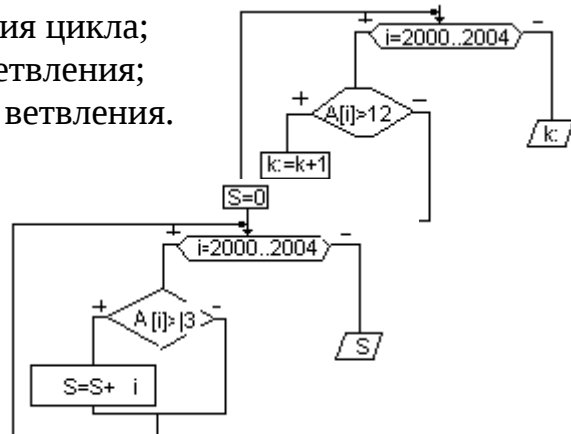 ия цикла;
етвления;
ветвления.
+ -
i=2000..2004
+ A[i]>12 -
k:
k:=k+1
S=0
+ -
i=2000..2004
+ A [i]> |3 -
S
S=S+ i